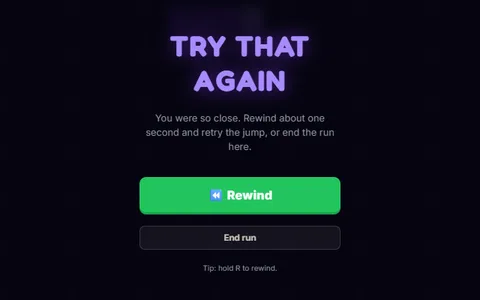 TRY THAT
AGAIN
You were so close. Rewind about one
second and retry the jump, or end the run
here.
⏪ Rewind
End run
Tip: hold R to rewind.